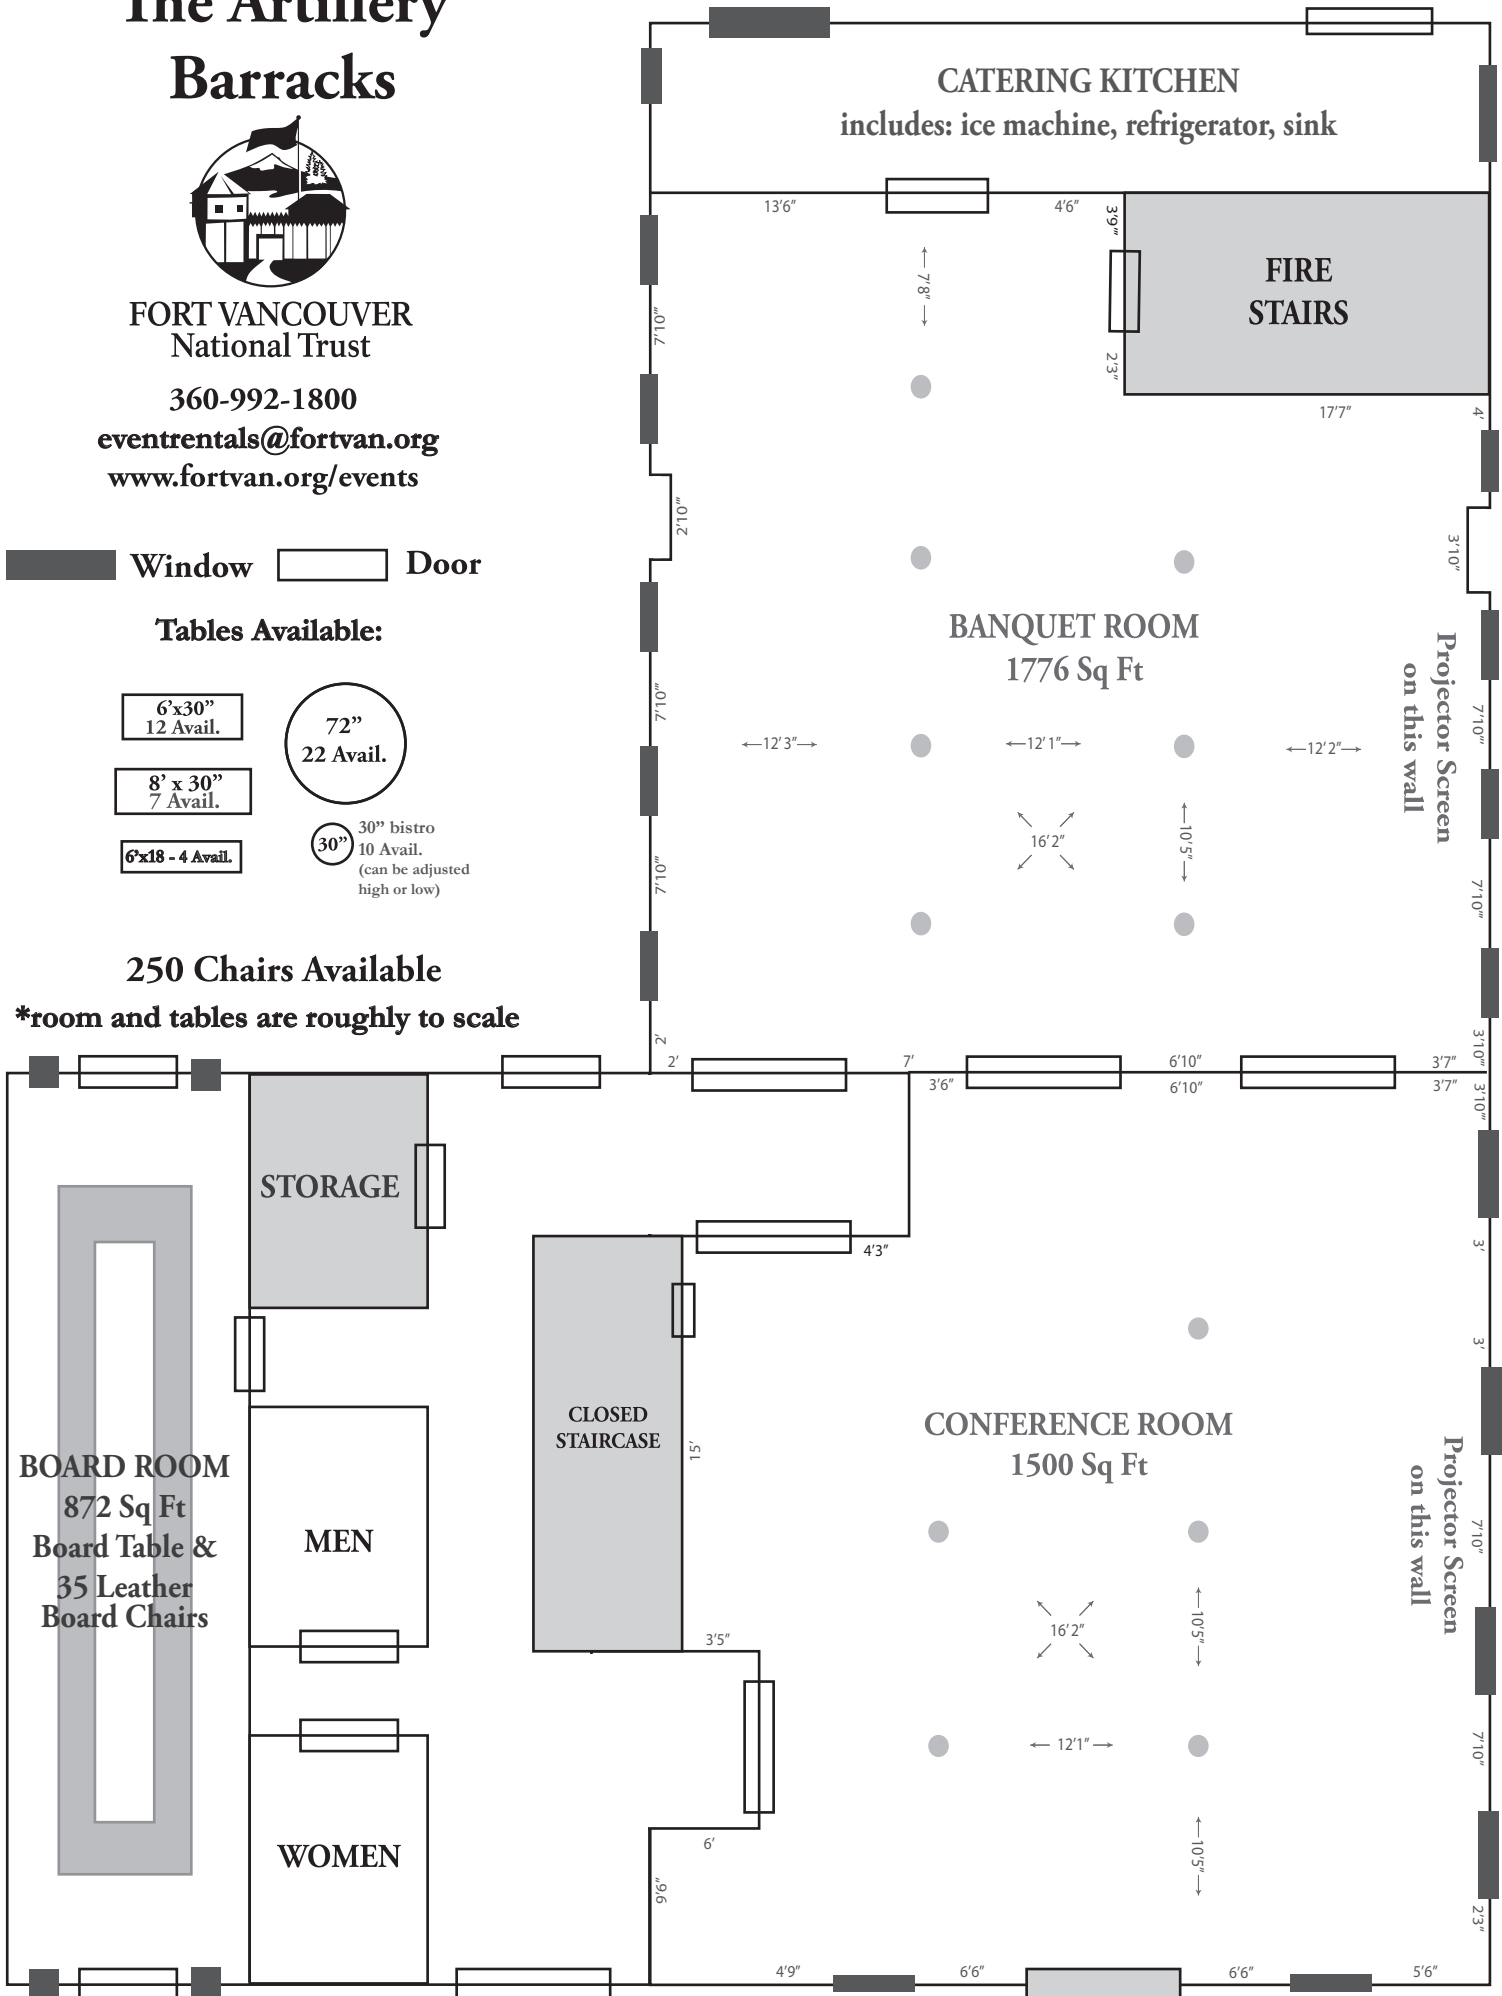 The Artillery
Barracks
FORT VANCOUVER
National Trust
360-992-1800
eventrentals@fortvan.org
www.fortvan.org/events
Window
Door
Tables Available:
6’x30”
12 Avail.
72”
22 Avail.
8’ x 30”
7 Avail.
6’x18 - 4 Avail.
30”
30” bistro
10 Avail.
(can be adjusted
high or low)
250 Chairs Available
*room and tables are roughly to scale
CATERING KITCHEN
includes: ice machine, refrigerator, sink
13’6”
4’6”
3’9”’
7’8”
FIRE
STAIRS
7’10”’
2’3”
17’7”
4’
2’10”’
3’10”
BANQUET ROOM
1776 Sq Ft
Projector Screen
on this wall
7’10”’
7’10”’
12’3”
12’1”
12’2”
16’2”
10’5”
7’10”’
7’10”’
2’
3’10”’
2’
7’
6’10”
3’7”
3’6”
6’10”
3’7”
3’10”’
STORAGE
4’3”
3’
3’
CLOSED
STAIRCASE
15’
CONFERENCE ROOM
1500 Sq Ft
Projector Screen
on this wall
BOARD ROOM
872 Sq Ft
Board Table &
35 Leather
Board Chairs
MEN
7’10”
16’2”
10’5”
3’5”
12’1”
7’10”
6’
WOMEN
9’6”
10’5”
2’3”
4’9”
6’6”
6’6”
5’6”